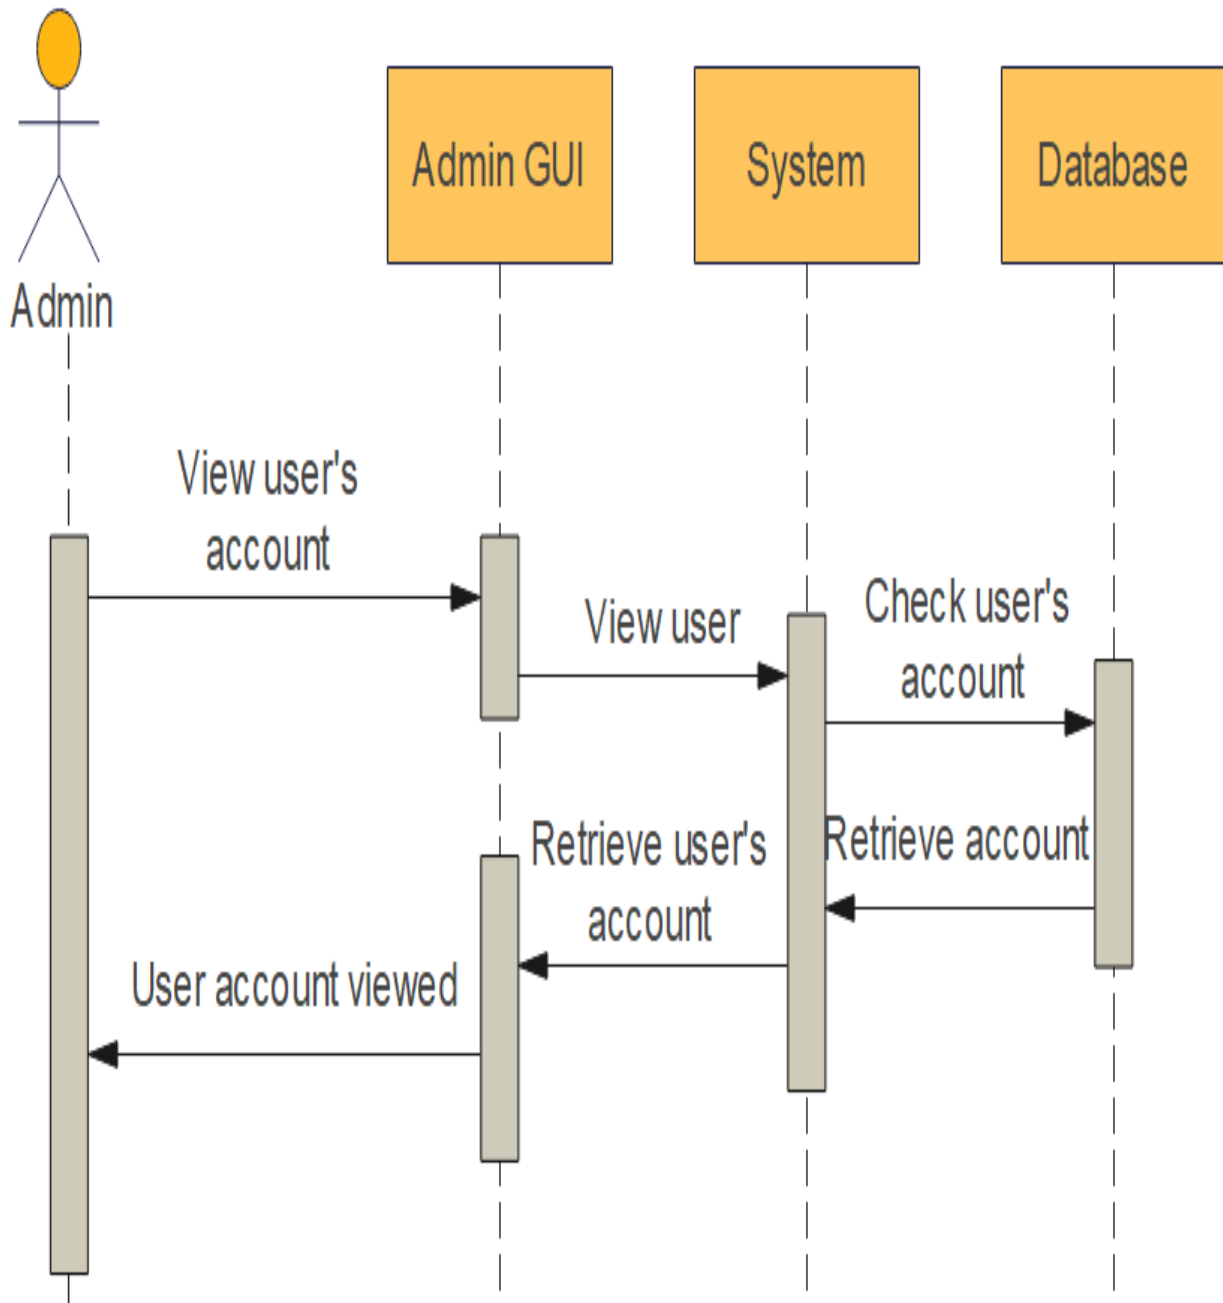 Admin GUI
System
Database
Admin
View user's
account
View user
Check user's
account
Retrieve account
Retrieve user's
account
User account viewed